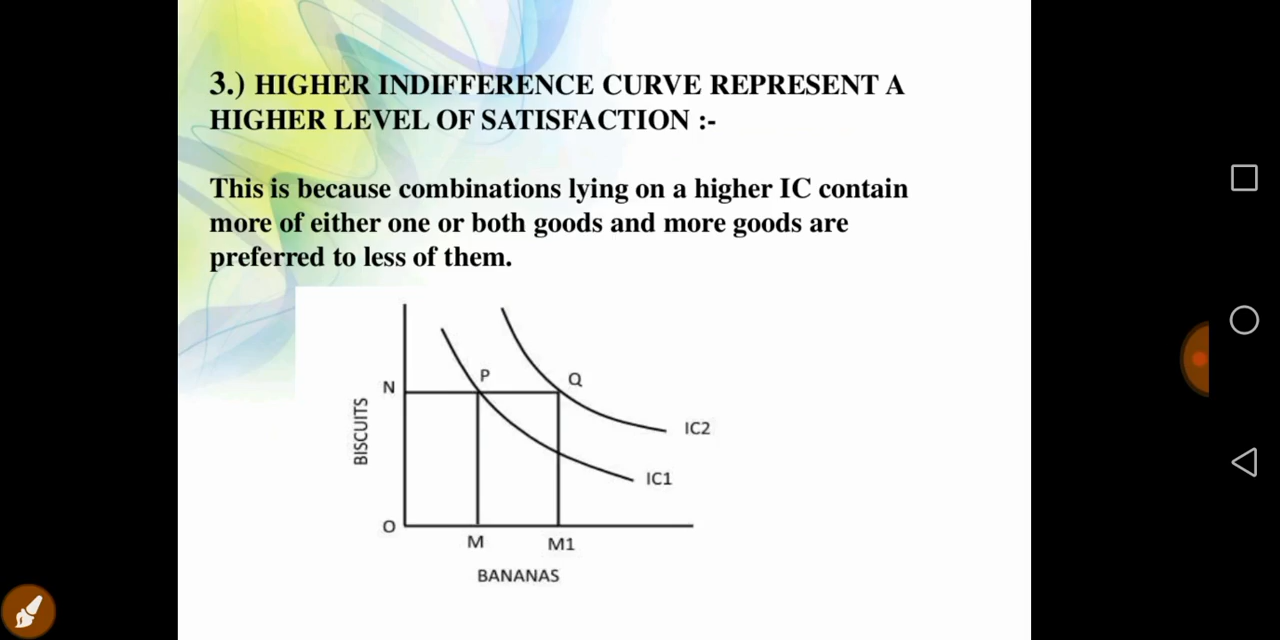 3.) HIGHER INDIFFERENCE CURVE REPRESENT A
HIGHER LEVEL OF SATISFACTION :-
This is because combinations lying on a higher IC contain
more of either one or both goods and more goods are
preferred to less of them.
P
Q
N
BISCUITS
IC2
IC1
O
M
M1
BANANAS